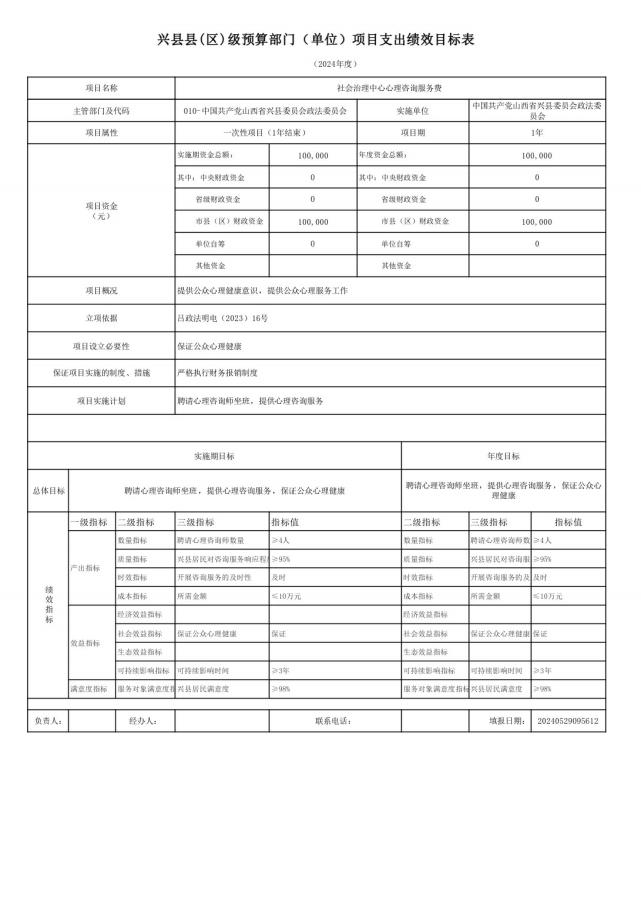 兴县县(区)级预算部门（单位）项目支出绩效目标表
（2024年度）
项目名称 社会治理中心心理咨询服务费
主管部门及代码 010-中国共产党山西省兴县委员会政法委员会 实施单位 中国共产党山西省兴县委员会政法委员会
项目属性 一次性项目（1年结束） 项目期 1年
项目资金（元） 实施期资金总额： 100,000 年度资金总额： 100,000
其中：中央财政资金 0 其中：中央财政资金 0
省级财政资金 0 省级财政资金 0
市县（区）财政资金 100,000 市县（区）财政资金 100,000
单位自筹 0 单位自筹 0
其他资金 其他资金
项目概况 提供公众心理健康意识，提供公众心理服务工作
立项依据 吕政法明电（2023）16号
项目设立必要性 保证公众心理健康
保证项目实施的制度、措施 严格执行财务报销制度
项目实施计划 聘请心理咨询师坐班，提供心理咨询服务
实施期目标 年度目标
总体目标 聘请心理咨询师坐班，提供心理咨询服务，保证公众心理健康 聘请心理咨询师坐班，提供心理咨询服务，保证公众心理健康
绩效指标 一级指标 二级指标 三级指标 指标值 二级指标 三级指标 指标值
产出指标 数量指标 聘请心理咨询师数量 ≥4人 数量指标 聘请心理咨询师数 ≥4人
质量指标 兴县居民对咨询服务响应程 ≥95% 质量指标 兴县居民对咨询服 ≥95%
时效指标 开展咨询服务的及时性 及时 时效指标 开展咨询服务的及 及时
成本指标 所需金额 ≤10万元 成本指标 所需金额 ≤10万元
效益指标 经济效益指标 经济效益指标
社会效益指标 保证公众心理健康 保证 社会效益指标 保证公众心理健康 保证
生态效益指标 生态效益指标
可持续影响指标 可持续影响时间 ≥3年 可持续影响指标 可持续影响时间 ≥3年
满意度指标 服务对象满意度指 兴县居民满意度 ≥98% 服务对象满意度指标 兴县居民满意度 ≥98%
负责人： 经办人： 联系电话： 填报日期： 20240529095612